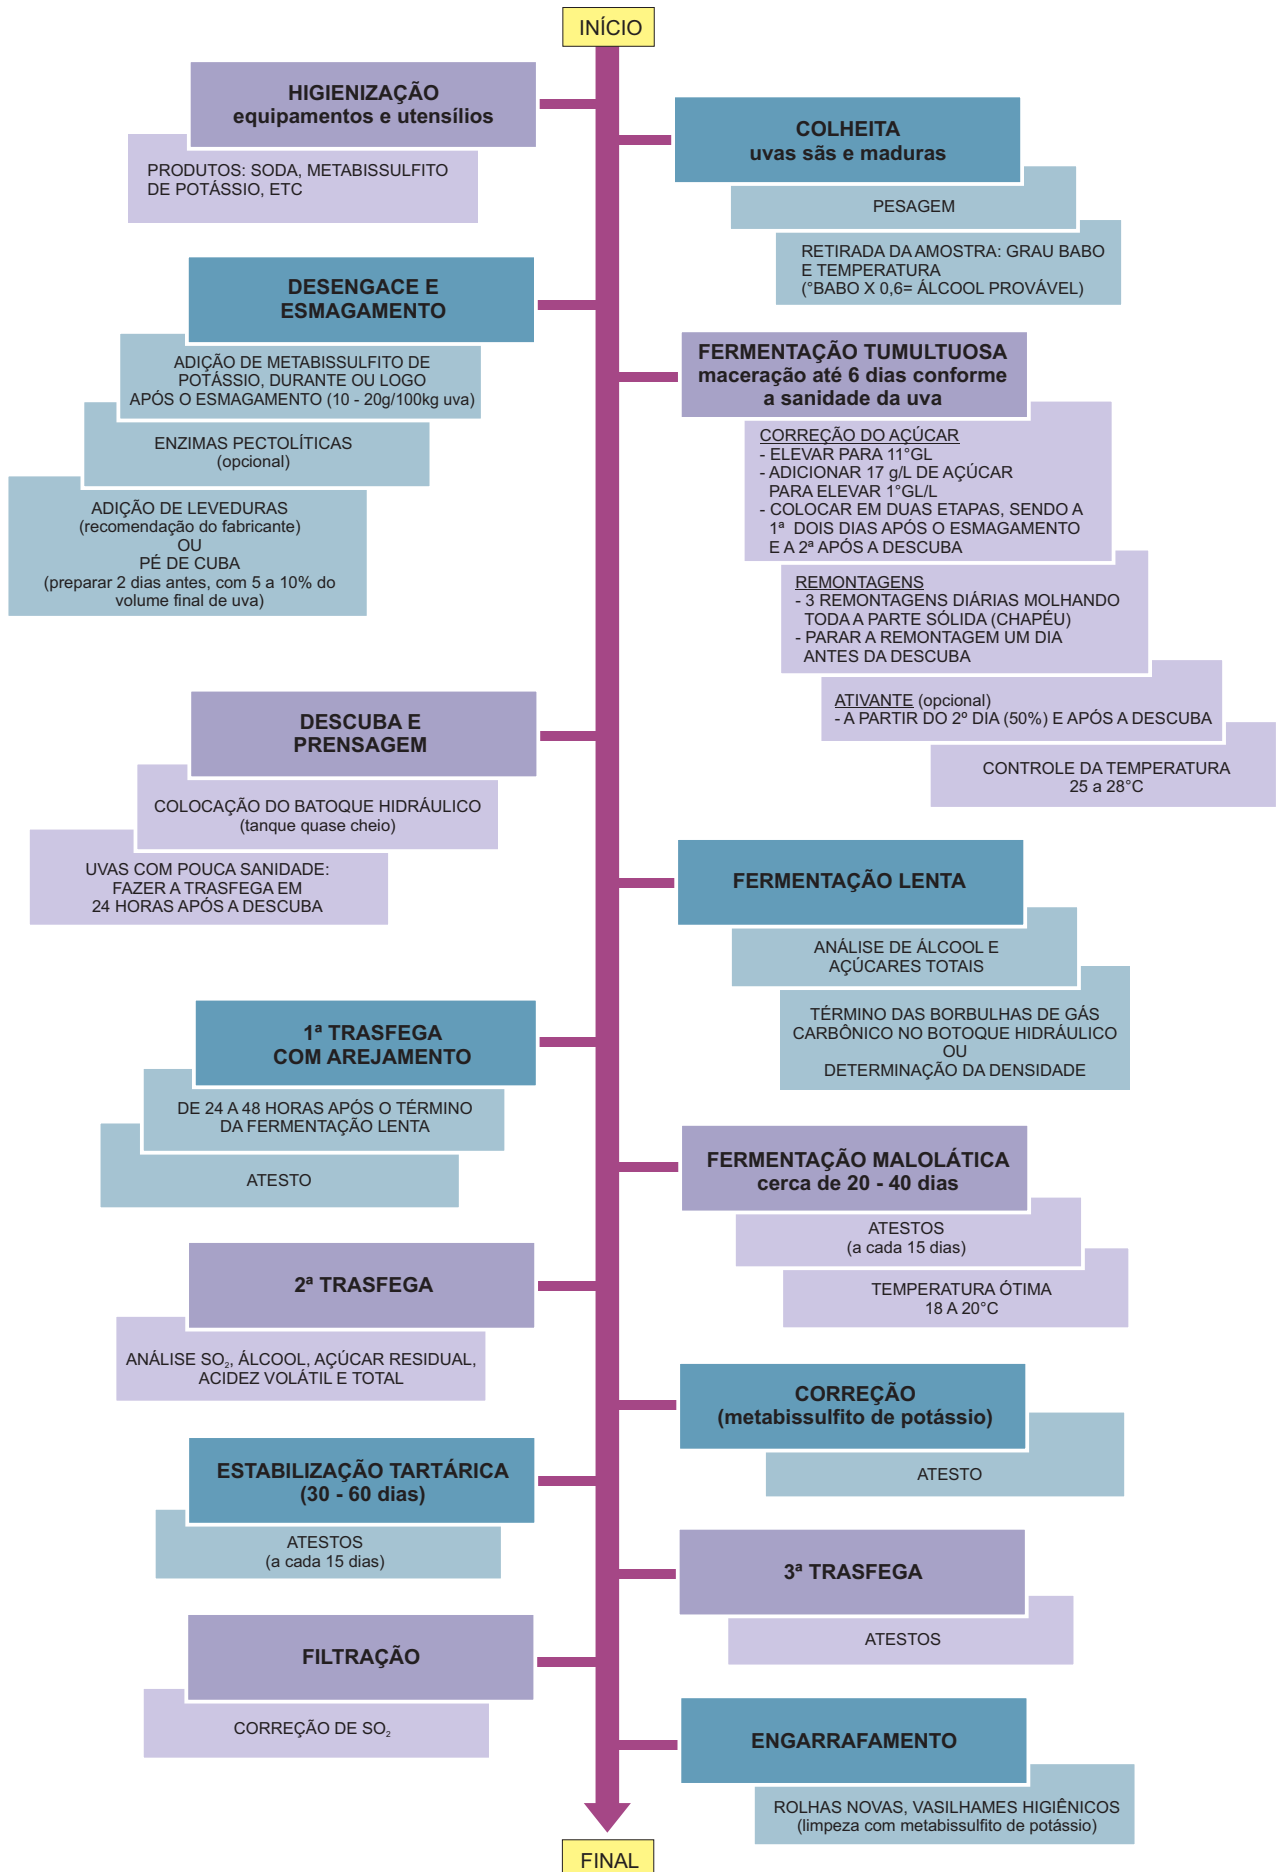 INÍCIO
HIGIENIZAÇÃO
equipamentos e utensílios
PRODUTOS: SODA, METABISSULFITO
DE POTÁSSIO, ETC
COLHEITA
uvas sãs e maduras
PESAGEM
RETIRADA DA AMOSTRA: GRAU BABO
E TEMPERATURA
(°BABO X 0,6= ÁLCOOL PROVÁVEL)
DESENGACE E
ESMAGAMENTO
ADIÇÃO DE METABISSULFITO DE
POTÁSSIO, DURANTE OU LOGO
APÓS O ESMAGAMENTO (10 - 20g/100kg uva)
ENZIMAS PECTOLÍTICAS
(opcional)
ADIÇÃO DE LEVEDURAS
(recomendação do fabricante)
OU
PÉ DE CUBA
(preparar 2 dias antes, com 5 a 10% do
volume final de uva)
FERMENTAÇÃO TUMULTUOSA
maceração até 6 dias conforme
a sanidade da uva
CORREÇÃO DO AÇÚCAR
- ELEVAR PARA 11°GL
- ADICIONAR 17 g/L DE AÇÚCAR
PARA ELEVAR 1°GL/L
- COLOCAR EM DUAS ETAPAS, SENDO A
1ª DOIS DIAS APÓS O ESMAGAMENTO
E A 2ª APÓS A DESCUBA
REMONTAGENS
- 3 REMONTAGENS DIÁRIAS MOLHANDO
TODA A PARTE SÓLIDA (CHAPÉU)
- PARAR A REMONTAGEM UM DIA
ANTES DA DESCUBA
ATIVANTE (opcional)
- A PARTIR DO 2º DIA (50%) E APÓS A DESCUBA
CONTROLE DA TEMPERATURA
25 a 28°C
DESCUBA E
PRENSAGEM
COLOCAÇÃO DO BATOQUE HIDRÁULICO
(tanque quase cheio)
UVAS COM POUCA SANIDADE:
FAZER A TRASFEGA EM
24 HORAS APÓS A DESCUBA
FERMENTAÇÃO LENTA
ANÁLISE DE ÁLCOOL E
AÇÚCARES TOTAIS
TÉRMINO DAS BORBULHAS DE GÁS
CARBÔNICO NO BOTOQUE HIDRÁULICO
OU
DETERMINAÇÃO DA DENSIDADE
1ª TRASFEGA
COM AREJAMENTO
DE 24 A 48 HORAS APÓS O TÉRMINO
DA FERMENTAÇÃO LENTA
ATESTO
FERMENTAÇÃO MALOLÁTICA
cerca de 20 - 40 dias
ATESTOS
(a cada 15 dias)
TEMPERATURA ÓTIMA
18 A 20°C
2ª TRASFEGA
ANÁLISE SO₂, ÁLCOOL, AÇÚCAR RESIDUAL,
ACIDEZ VOLÁTIL E TOTAL
CORREÇÃO
(metabissulfito de potássio)
ATESTO
ESTABILIZAÇÃO TARTÁRICA
(30 - 60 dias)
ATESTOS
(a cada 15 dias)
3ª TRASFEGA
ATESTOS
FILTRAÇÃO
CORREÇÃO DE SO₂
ENGARRAFAMENTO
ROLHAS NOVAS, VASILHAMES HIGIÊNICOS
(limpeza com metabissulfito de potássio)
FINAL